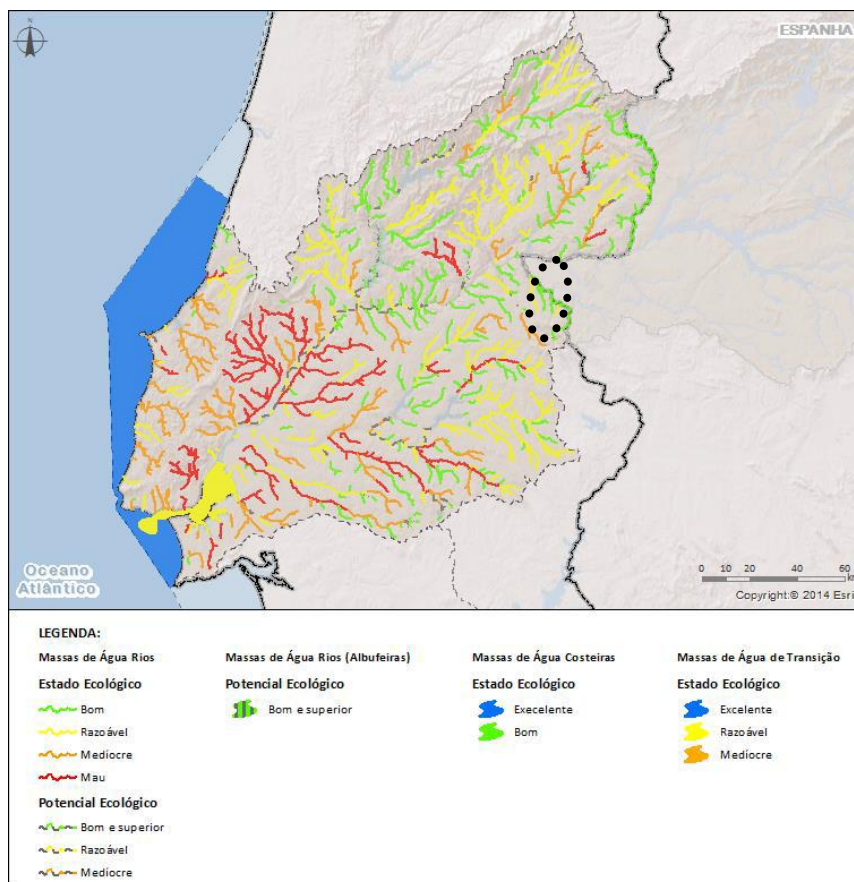 N
ESPANHA
Oceano
Atlântico
0 10 20 40 60
km
Copyright:© 2014 Esri
LEGENDA:
Massas de Água Rios
Estado Ecológico
Bom
Razoável
Medíocre
Mau
Potencial Ecológico
Bom e superior
Razoável
Medíocre
Massas de Água Rios (Albufeiras)
Potencial Ecológico
Bom e superior
Massas de Água Costeiras
Estado Ecológico
Execelente
Bom
Massas de Água de Transição
Estado Ecológico
Excelente
Razoável
Medíocre